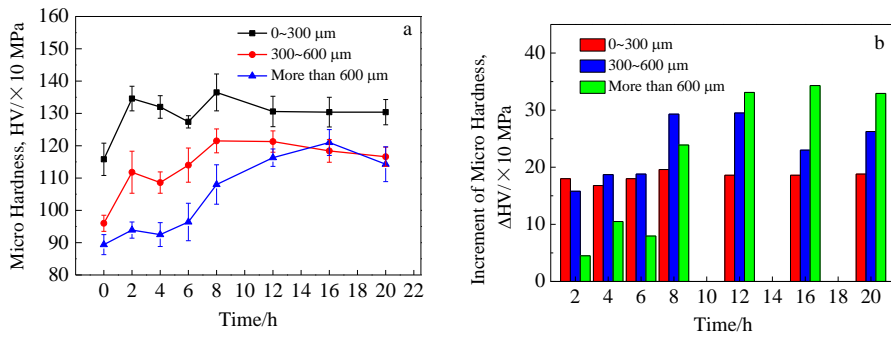 160
150
140
130
120
110
100
90
80
Micro Hardness, HV/× 10 MPa
a
0~300 μm
300~600 μm
More than 600 μm
0 2 4 6 8 10 12 14 16 18 20 22
Time/h
40
30
20
10
0
Increment of Micro Hardness,
ΔHV/× 10 MPa
b
0~300 μm
300~600 μm
More than 600 μm
2 4 6 8 10 12 14 16 18 20
Time/h